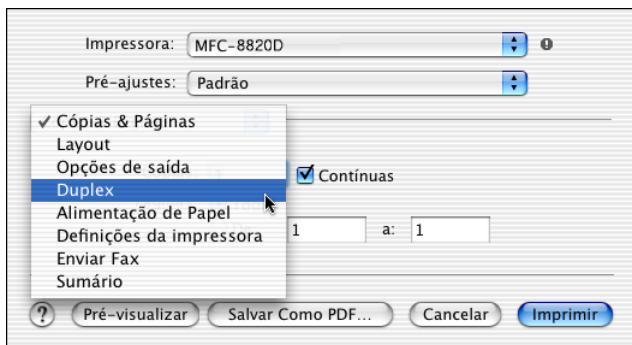 Impressora: MFC-8820D
Pré-ajustes: Padrão
✓ Cópias & Páginas
Layout
Opções de saída
Contínuas
Duplex
Alimentação de Papel
1 a: 1
Definições da impressora
Enviar Fax
Sumário
? Pré-visualizar Salvar Como PDF... Cancelar Imprimir